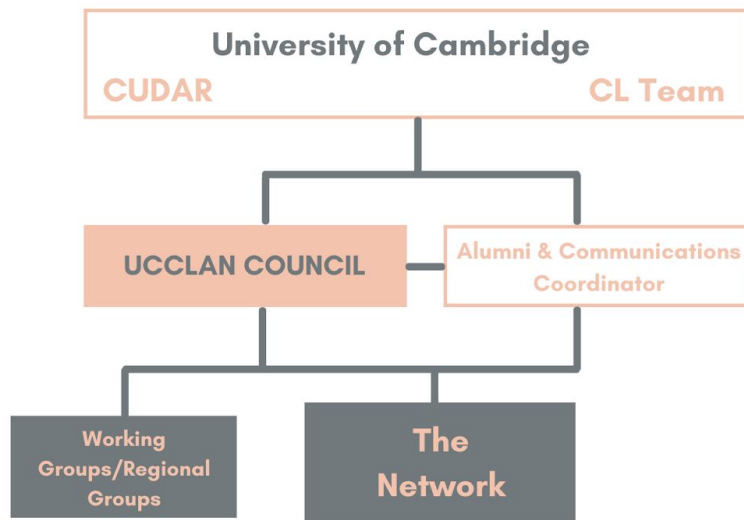 University of Cambridge
CUDAR CL Team
UCCLAN COUNCIL
Alumni & Communications
Coordinator
Working
Groups/Regional
Groups
The
Network